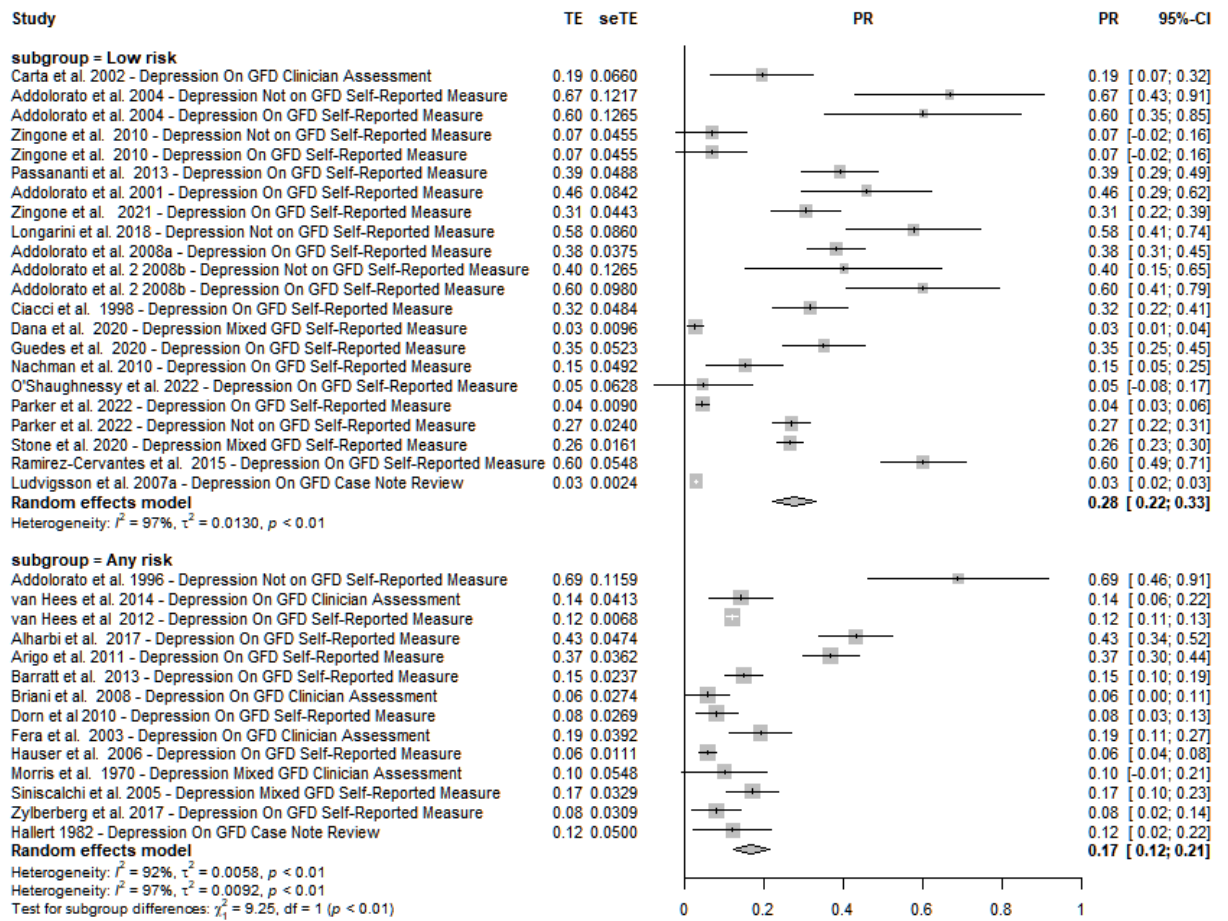 Study TE seTE PR PR 95%-CI
subgroup = Low risk
Carta et al. 2002 - Depression On GFD Clinician Assessment 0.19 0.0660 0.19 [ 0.07; 0.32]
Addolorato et al. 2004 - Depression Not on GFD Self-Reported Measure 0.67 0.1217 0.67 [ 0.43; 0.91]
Addolorato et al. 2004 - Depression On GFD Self-Reported Measure 0.60 0.1265 0.60 [ 0.35; 0.85]
Zingone et al. 2010 - Depression Not on GFD Self-Reported Measure 0.07 0.0455 0.07 [-0.02; 0.16]
Zingone et al. 2010 - Depression On GFD Self-Reported Measure 0.07 0.0455 0.07 [-0.02; 0.16]
Passananti et al. 2013 - Depression On GFD Self-Reported Measure 0.39 0.0488 0.39 [ 0.29; 0.49]
Addolorato et al. 2001 - Depression On GFD Self-Reported Measure 0.46 0.0842 0.46 [ 0.29; 0.62]
Zingone et al. 2021 - Depression On GFD Self-Reported Measure 0.31 0.0443 0.31 [ 0.22; 0.39]
Longarini et al. 2018 - Depression Not on GFD Self-Reported Measure 0.58 0.0860 0.58 [ 0.41; 0.74]
Addolorato et al. 2008a - Depression On GFD Self-Reported Measure 0.38 0.0375 0.38 [ 0.31; 0.45]
Addolorato et al. 2 2008b - Depression Not on GFD Self-Reported Measure 0.40 0.1265 0.40 [ 0.15; 0.65]
Addolorato et al. 2 2008b - Depression On GFD Self-Reported Measure 0.60 0.0980 0.60 [ 0.41; 0.79]
Ciacci et al. 1998 - Depression On GFD Self-Reported Measure 0.32 0.0484 0.32 [ 0.22; 0.41]
Dana et al. 2020 - Depression Mixed GFD Self-Reported Measure 0.03 0.0096 0.03 [ 0.01; 0.04]
Guedes et al. 2020 - Depression On GFD Self-Reported Measure 0.35 0.0523 0.35 [ 0.25; 0.45]
Nachman et al. 2010 - Depression On GFD Self-Reported Measure 0.15 0.0492 0.15 [ 0.05; 0.25]
O'Shaughnessy et al. 2022 - Depression On GFD Self-Reported Measure 0.05 0.0628 0.05 [-0.08; 0.17]
Parker et al. 2022 - Depression On GFD Self-Reported Measure 0.04 0.0090 0.04 [ 0.03; 0.06]
Parker et al. 2022 - Depression Not on GFD Self-Reported Measure 0.27 0.0240 0.27 [ 0.22; 0.31]
Stone et al. 2020 - Depression Mixed GFD Self-Reported Measure 0.26 0.0161 0.26 [ 0.23; 0.30]
Ramirez-Cervantes et al. 2015 - Depression On GFD Self-Reported Measure 0.60 0.0548 0.60 [ 0.49; 0.71]
Ludvigsson et al. 2007a - Depression On GFD Case Note Review 0.03 0.0024 0.03 [ 0.02; 0.03]
Random effects model 0.28 [ 0.22; 0.33]
Heterogeneity: I² = 97%, τ² = 0.0130, p < 0.01
subgroup = Any risk
Addolorato et al. 1996 - Depression Not on GFD Self-Reported Measure 0.69 0.1159 0.69 [ 0.46; 0.91]
van Hees et al. 2014 - Depression On GFD Clinician Assessment 0.14 0.0413 0.14 [ 0.06; 0.22]
van Hees et al 2012 - Depression On GFD Self-Reported Measure 0.12 0.0068 0.12 [ 0.11; 0.13]
Alharbi et al. 2017 - Depression On GFD Self-Reported Measure 0.43 0.0474 0.43 [ 0.34; 0.52]
Arigo et al. 2011 - Depression On GFD Self-Reported Measure 0.37 0.0362 0.37 [ 0.30; 0.44]
Barratt et al. 2013 - Depression On GFD Self-Reported Measure 0.15 0.0237 0.15 [ 0.10; 0.19]
Briani et al. 2008 - Depression On GFD Clinician Assessment 0.06 0.0274 0.06 [ 0.00; 0.11]
Dorn et al 2010 - Depression On GFD Self-Reported Measure 0.08 0.0269 0.08 [ 0.03; 0.13]
Fera et al. 2003 - Depression On GFD Clinician Assessment 0.19 0.0392 0.19 [ 0.11; 0.27]
Hauser et al. 2006 - Depression On GFD Self-Reported Measure 0.06 0.0111 0.06 [ 0.04; 0.08]
Morris et al. 1970 - Depression Mixed GFD Clinician Assessment 0.10 0.0548 0.10 [-0.01; 0.21]
Siniscalchi et al. 2005 - Depression Mixed GFD Self-Reported Measure 0.17 0.0329 0.17 [ 0.10; 0.23]
Zylberberg et al. 2017 - Depression On GFD Self-Reported Measure 0.08 0.0309 0.08 [ 0.02; 0.14]
Hallert 1982 - Depression On GFD Case Note Review 0.12 0.0500 0.12 [ 0.02; 0.22]
Random effects model 0.17 [ 0.12; 0.21]
Heterogeneity: I² = 92%, τ² = 0.0058, p < 0.01
Heterogeneity: I² = 97%, τ² = 0.0092, p < 0.01
Test for subgroup differences: χ²₁ = 9.25, df = 1 (p < 0.01)
0 0.2 0.4 0.6 0.8 1